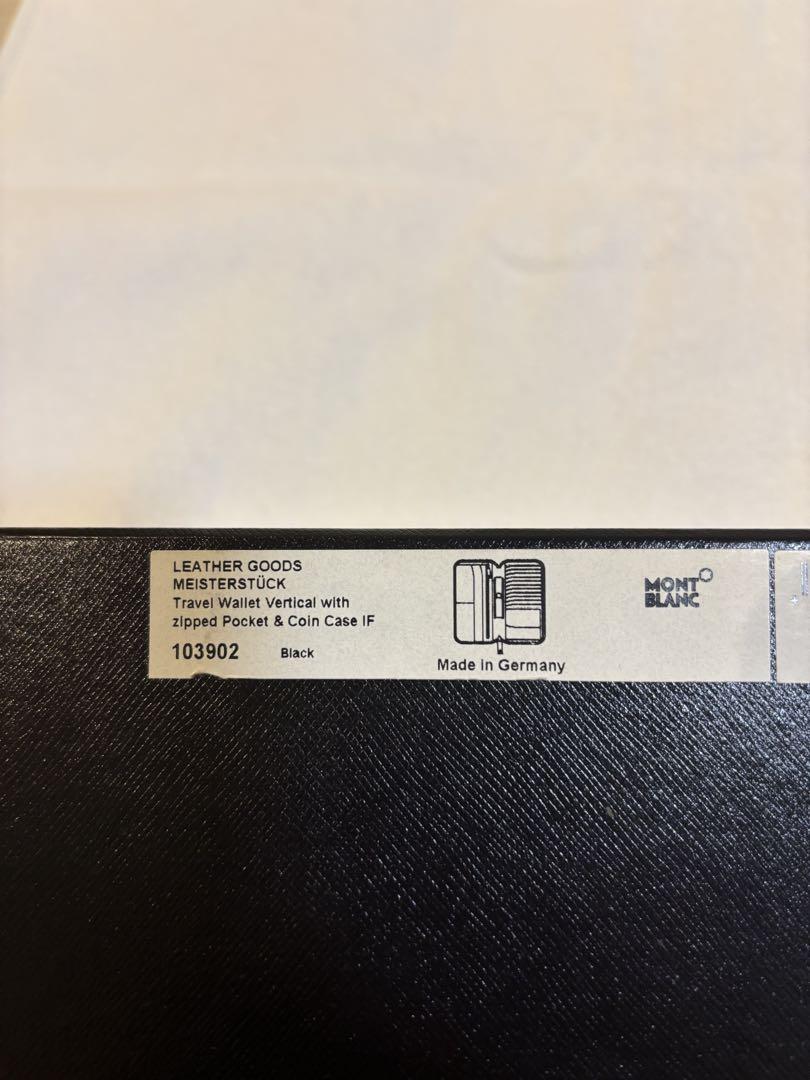 LEATHER GOODS
MEISTERSTÜCK
Travel Wallet Vertical with
zipped Pocket & Coin Case IF
103902 Black
Made in Germany
MONT
BLANC